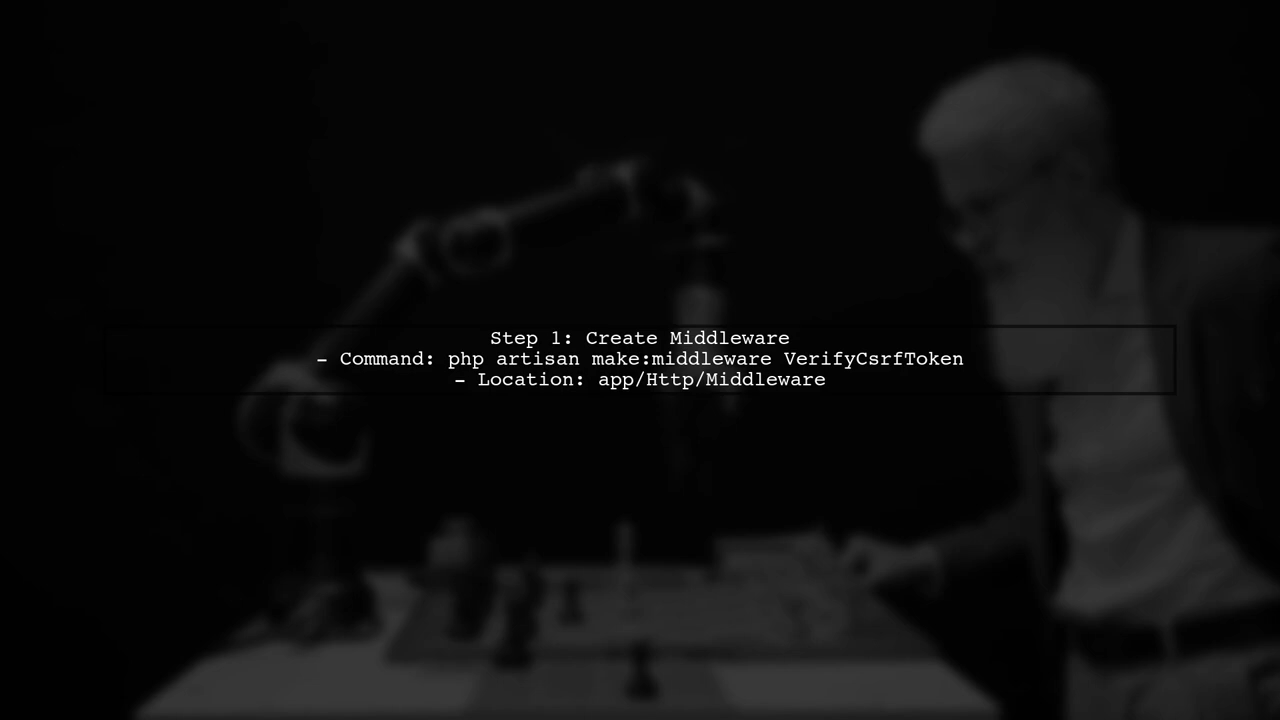 Step 1: Create Middleware
- Command: php artisan make:middleware VerifyCsrfToken
- Location: app/Http/Middleware